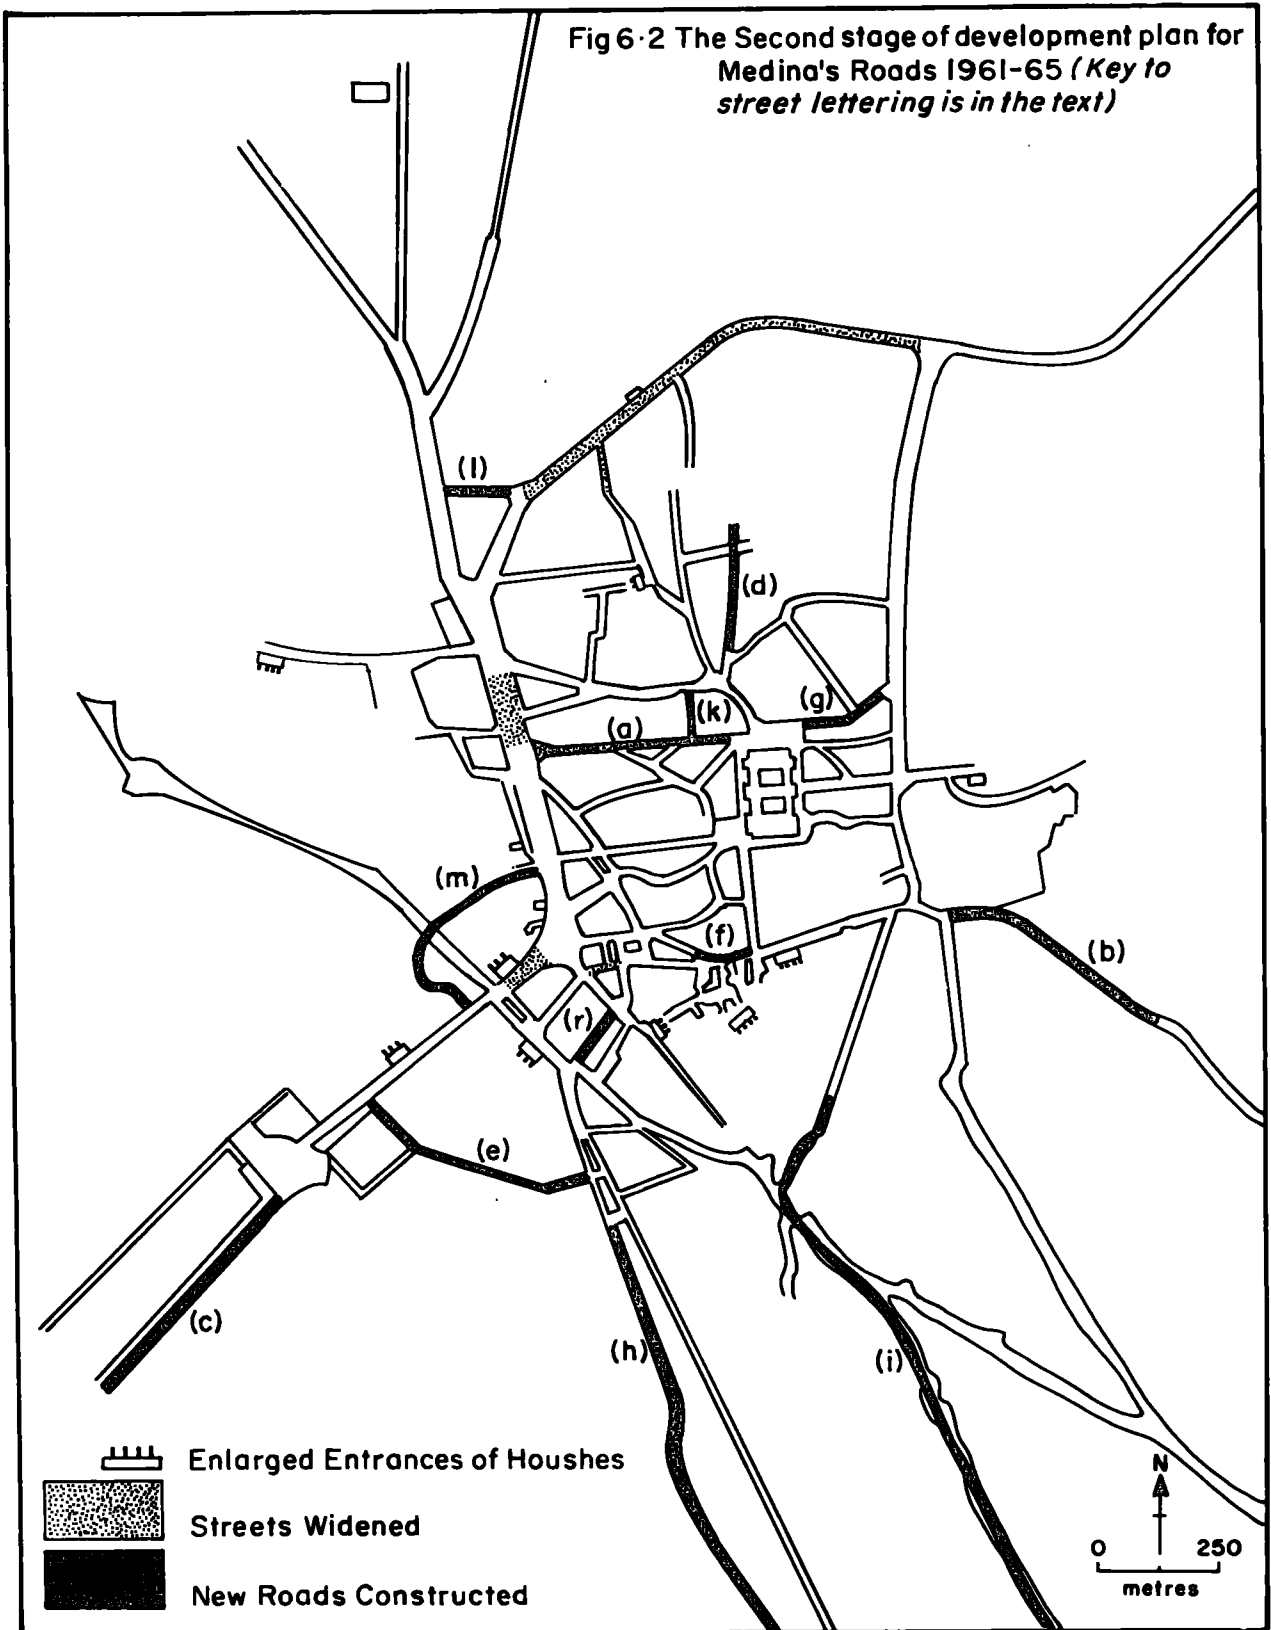 Fig 6·2 The Second stage of development plan for
Medina's Roads 1961-65 (Key to
street lettering is in the text)
(l)
(d)
(g)
(k)
(a)
(m)
(f)
(b)
(r)
(e)
(c)
(h)
(i)
Enlarged Entrances of Houshes
Streets Widened
New Roads Constructed
N
0 250
metres